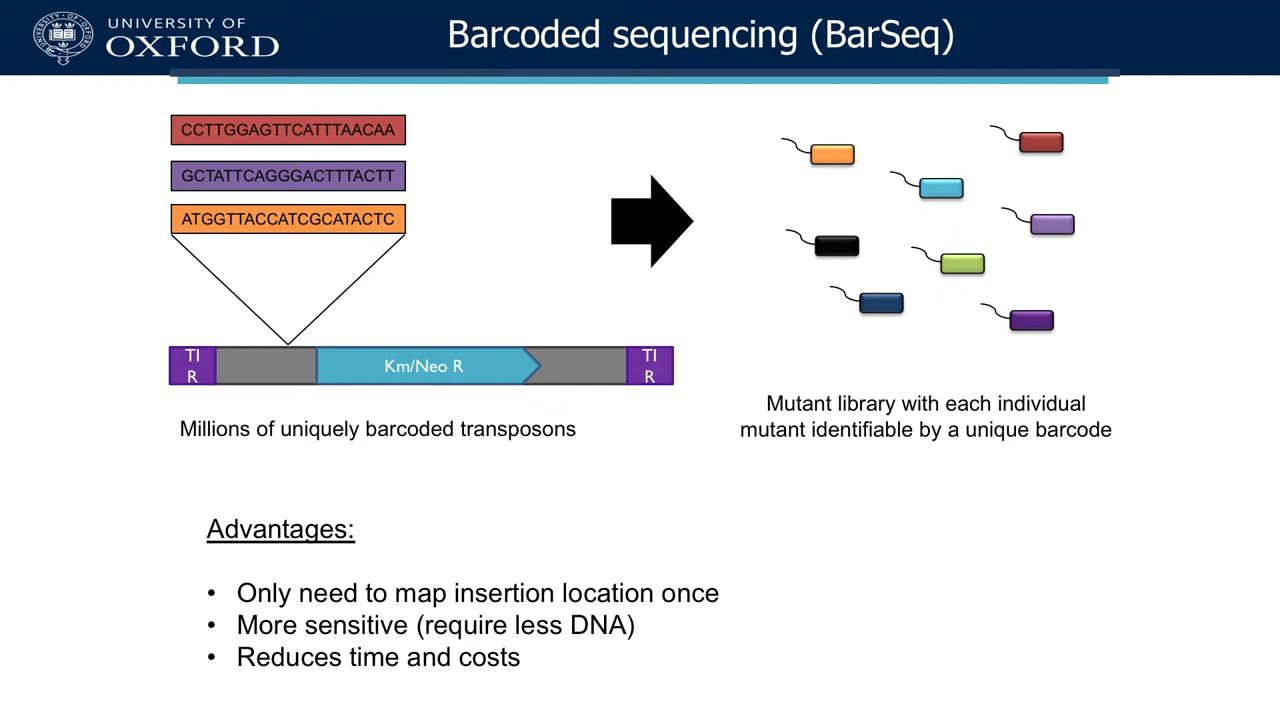 UNIVERSITY OF
OXFORD
Barcoded sequencing (BarSeq)
CCTTGGAGTTCATTTAACAA
GCTATTCAGGGACTTTACTT
ATGGTTACCATCGCATACTC
TI
R
Km/Neo R
TI
R
Millions of uniquely barcoded transposons
Mutant library with each individual
mutant identifiable by a unique barcode
Advantages:
• Only need to map insertion location once
• More sensitive (require less DNA)
• Reduces time and costs